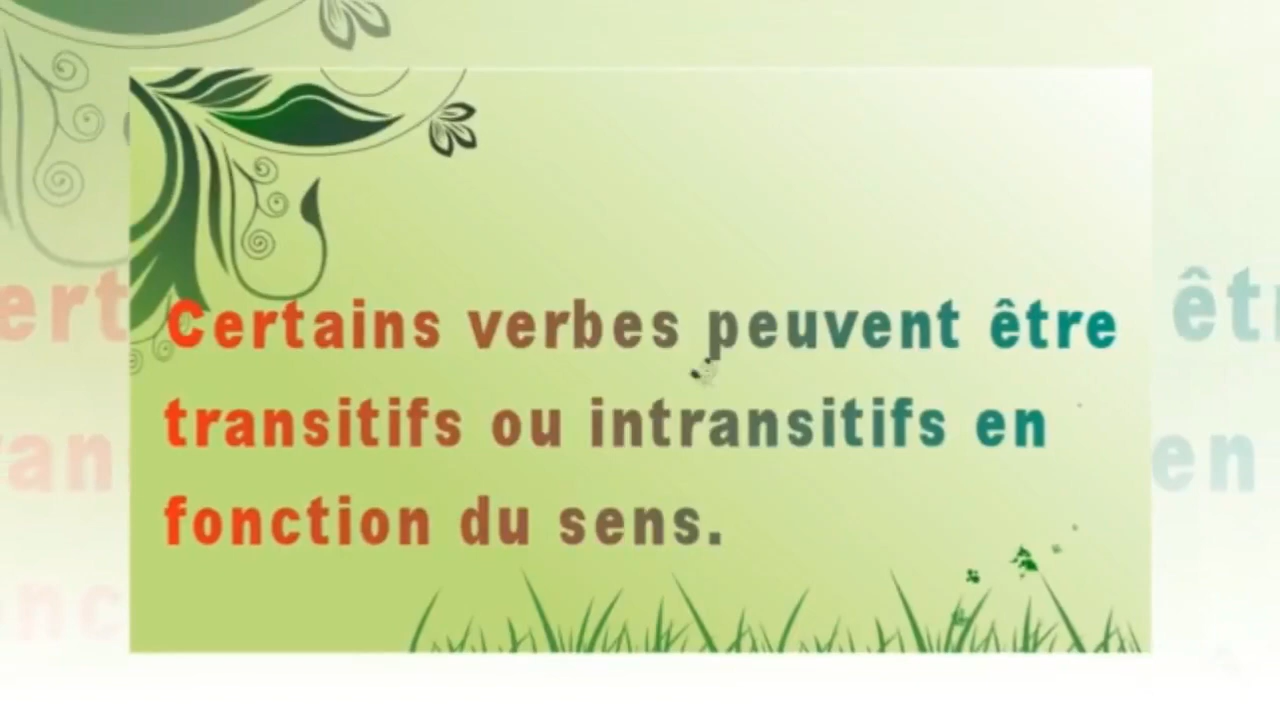 Certains verbes peuvent être
transitifs ou intransitifs en
fonction du sens.